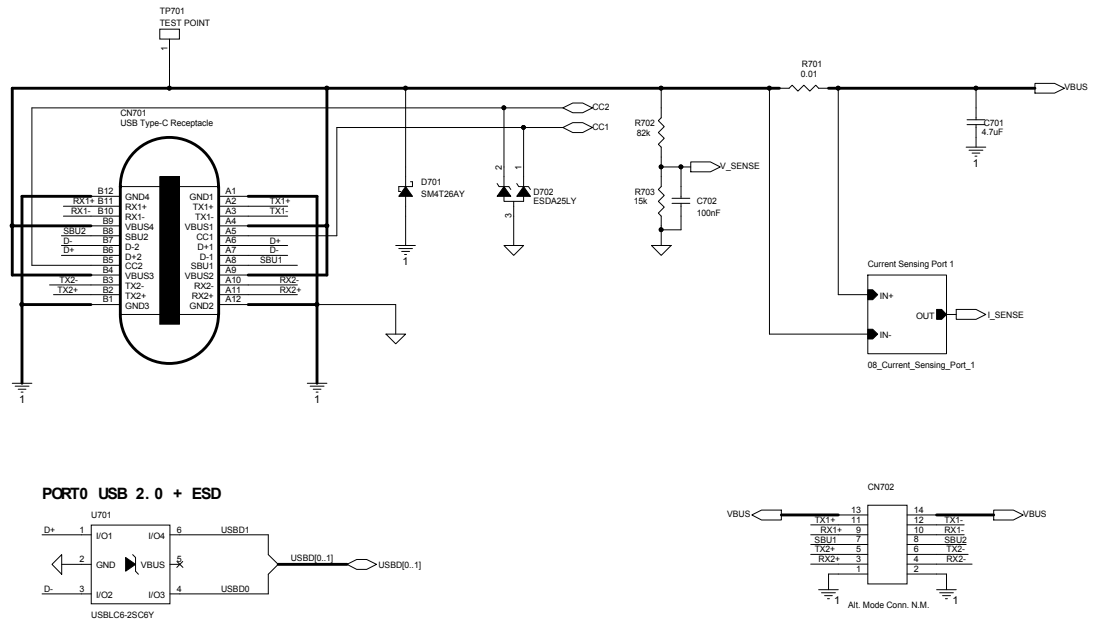 TP701
TEST POINT
1
R701
0.01
VBUS
CN701
USB Type-C Receptacle
CC2
CC1
R702
82k
C701
4.7uF
1
V_SENSE
D701
SM4T26AY
1
2
1
3
D702
ESDA25LY
R703
15k
C702
100nF
B12 GND4 GND1 A1
RX1+ B11 RX1+ TX1+ A2 TX1+
RX1- B10 RX1- TX1- A3 TX1-
B9 VBUS4 VBUS1 A4
SBU2 B8 SBU2 CC1 A5
D- B7 D-2 D+1 A6 D+
D+ B6 D+2 D-1 A7 D-
B5 CC2 SBU1 A8 SBU1
B4 VBUS3 VBUS2 A9
TX2- B3 TX2- RX2- A10 RX2-
TX2+ B2 TX2+ RX2+ A11 RX2+
B1 GND3 GND2 A12
1
1
Current Sensing Port 1
IN+
OUT
I_SENSE
IN-
08_Current_Sensing_Port_1
PORT0 USB 2.0 + ESD
U701
D+ 1 I/O1 I/O4 6 USBD1
2 GND VBUS 5
USBD[0..1]
USBD[0..1]
D- 3 I/O2 I/O3 4 USBD0
USBLC6-2SC6Y
CN702
VBUS 13 14 VBUS
TX1+ 11 12 TX1-
RX1+ 9 10 RX1-
SBU1 7 8 SBU2
TX2+ 5 6 TX2-
RX2+ 3 4 RX2-
1 2
1
1
Alt. Mode Conn. N.M.